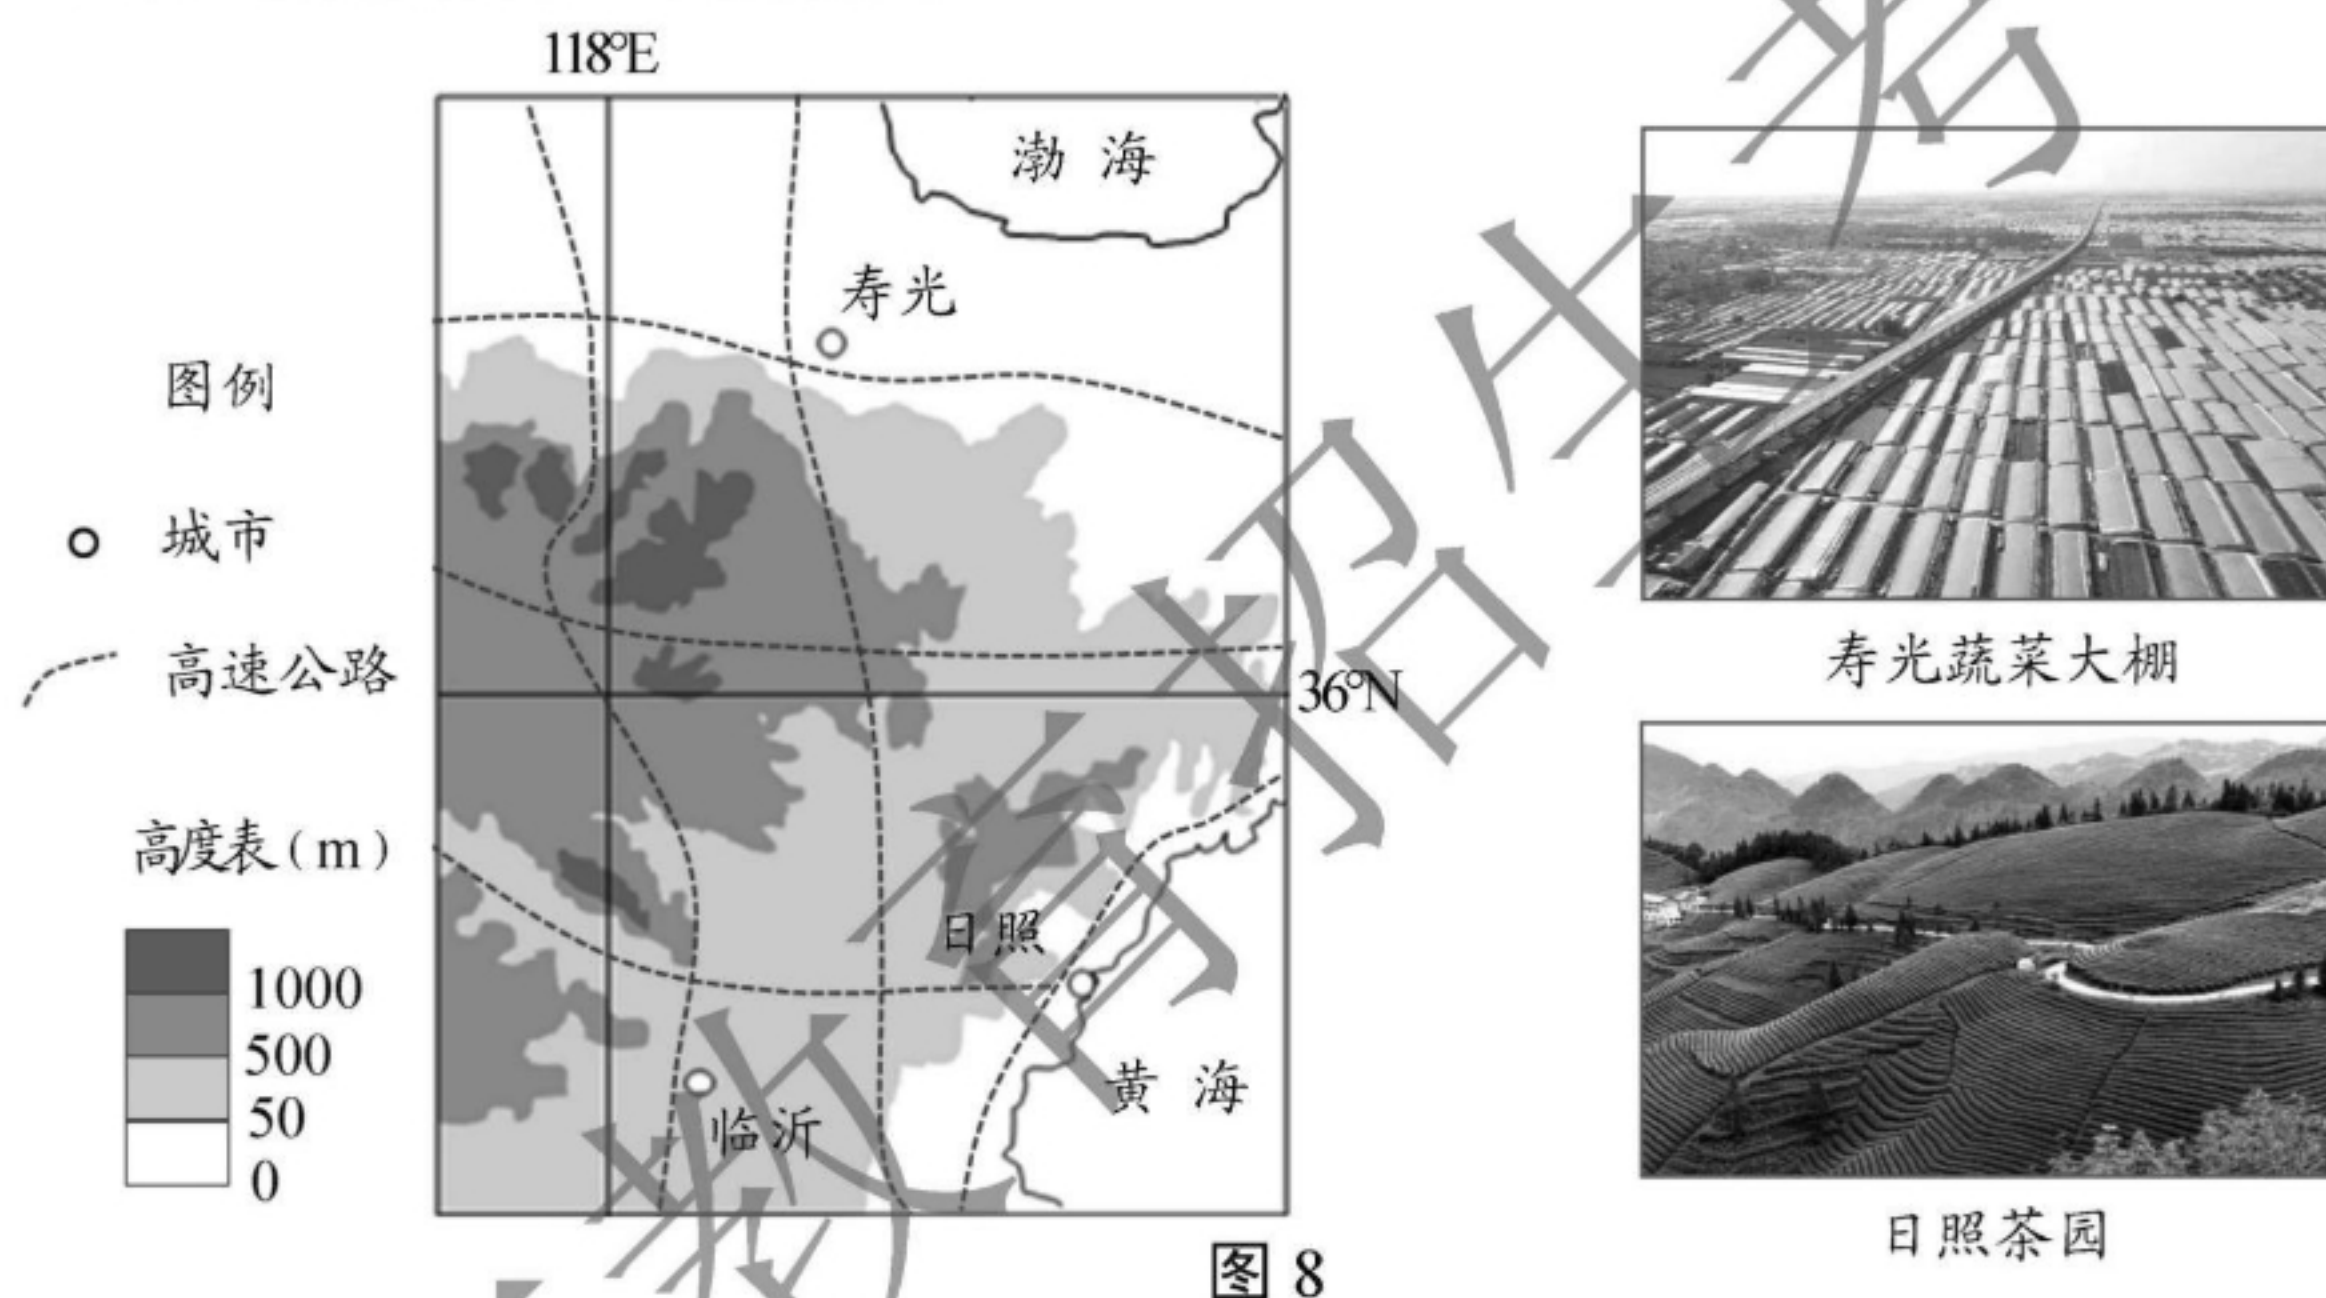 118°E
渤 海
寿光
图例
城市
高速公路
36°N
高度表(m)
1000
500
50
0
日照
黄 海
临沂
图 8
寿光蔬菜大棚
日照茶园